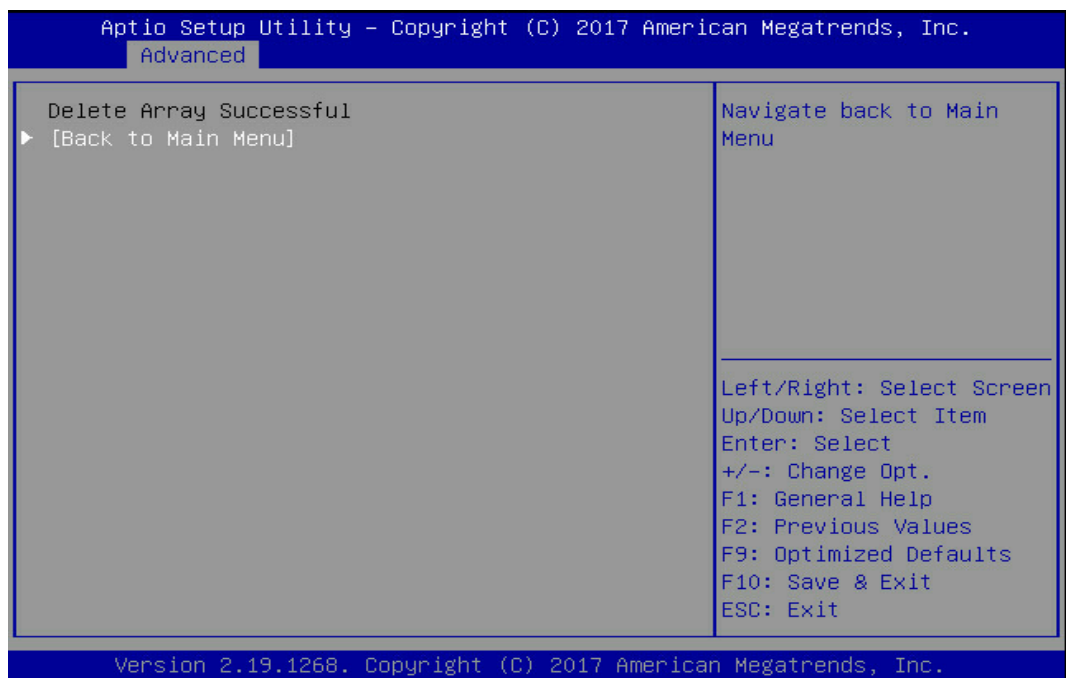 Aptio Setup Utility – Copyright (C) 2017 American Megatrends, Inc.
Advanced
Delete Array Successful
[Back to Main Menu]
Navigate back to Main
Menu
Left/Right: Select Screen
Up/Down: Select Item
Enter: Select
+/-: Change Opt.
F1: General Help
F2: Previous Values
F9: Optimized Defaults
F10: Save & Exit
ESC: Exit
Version 2.19.1268. Copyright (C) 2017 American Megatrends, Inc.